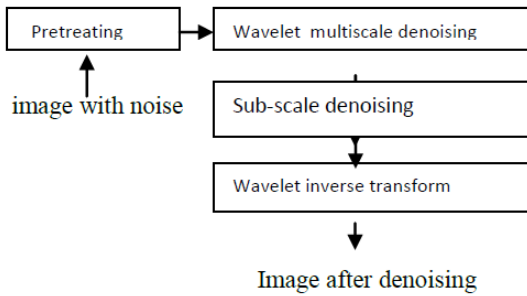 Pretreating
Wavelet multiscale denoising
image with noise
Sub-scale denoising
Wavelet inverse transform
Image after denoising